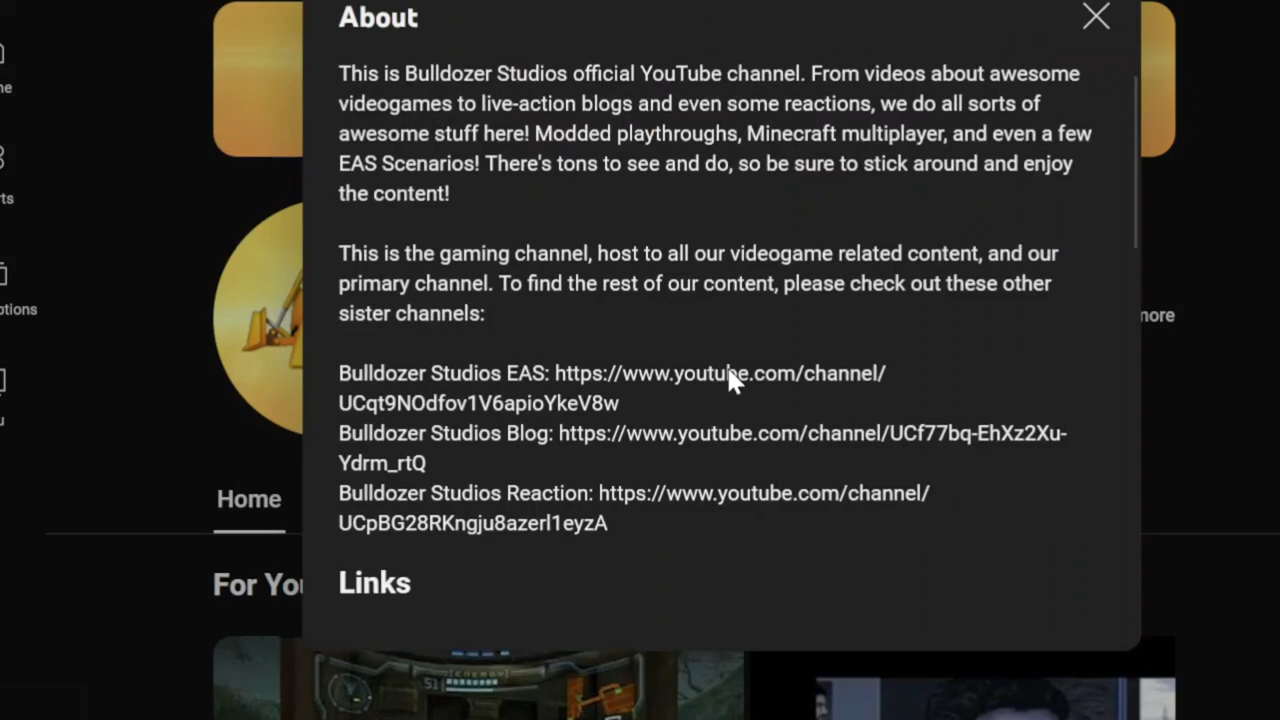 About
This is Bulldozer Studios official YouTube channel. From videos about awesome
videogames to live-action blogs and even some reactions, we do all sorts of
awesome stuff here! Modded playthroughs, Minecraft multiplayer, and even a few
EAS Scenarios! There's tons to see and do, so be sure to stick around and enjoy
the content!
This is the gaming channel, host to all our videogame related content, and our
primary channel. To find the rest of our content, please check out these other
sister channels:
Bulldozer Studios EAS: https://www.youtube.com/channel/
UCqt9NOdfov1V6apioYkeV8w
Bulldozer Studios Blog: https://www.youtube.com/channel/UCf77bq-EhXz2Xu-
Ydrm_rtQ
Bulldozer Studios Reaction: https://www.youtube.com/channel/
UCpBG28RKngju8azerl1eyzA
Links
Home
For You
more
ptions
51 ENERGY